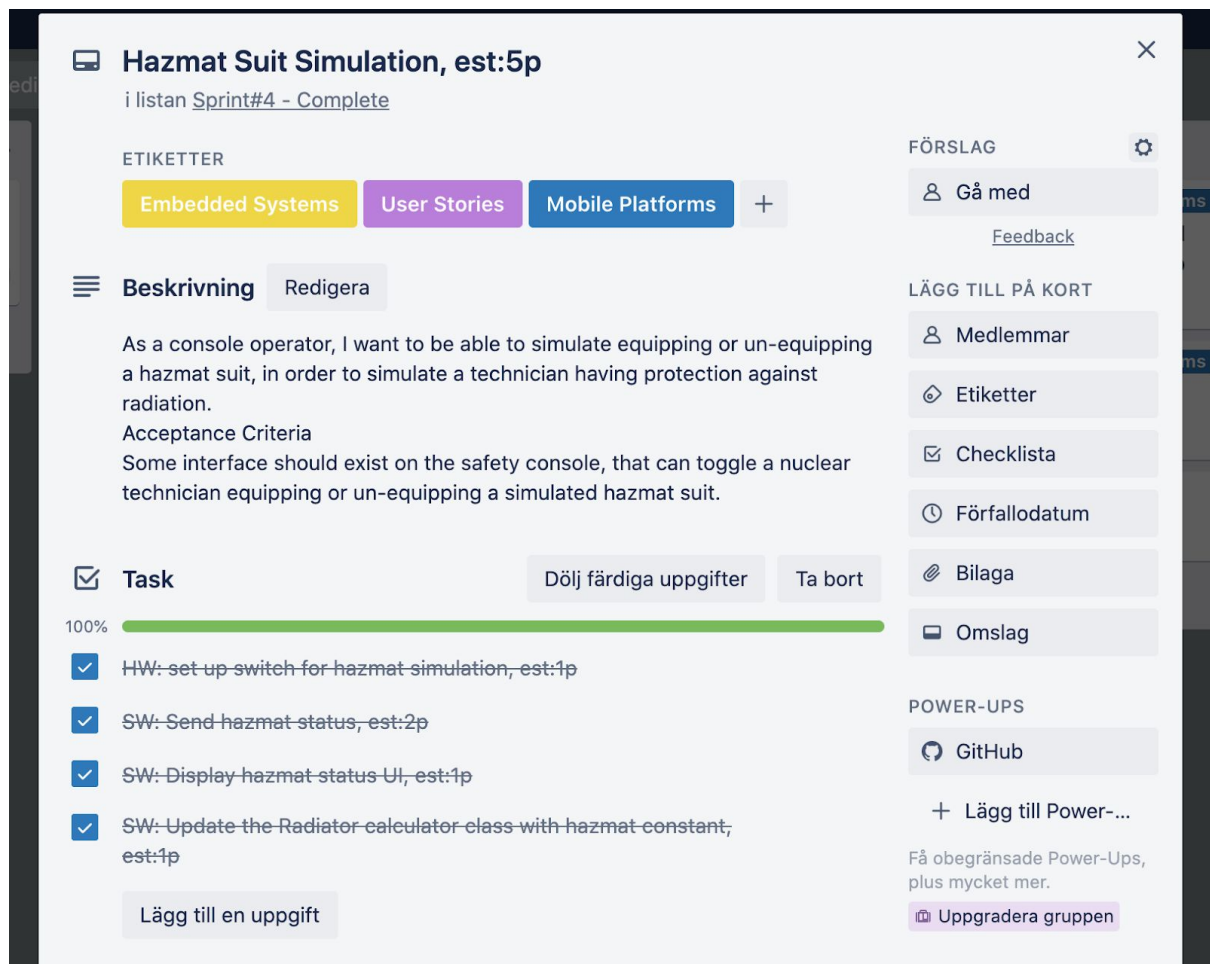 Hazmat Suit Simulation, est:5p
i listan Sprint#4 - Complete
ETIKETTER
Embedded Systems
User Stories
Mobile Platforms
Beskrivning
Redigera
As a console operator, I want to be able to simulate equipping or un-equipping
a hazmat suit, in order to simulate a technician having protection against
radiation.
Acceptance Criteria
Some interface should exist on the safety console, that can toggle a nuclear
technician equipping or un-equipping a simulated hazmat suit.
Task
Dölj färdiga uppgifter
Ta bort
100%
HW: set up switch for hazmat simulation, est:1p
SW: Send hazmat status, est:2p
SW: Display hazmat status UI, est:1p
SW: Update the Radiator calculator class with hazmat constant,
est:1p
Lägg till en uppgift
FÖRSLAG
Gå med
Feedback
LÄGG TILL PÅ KORT
Medlemmar
Etiketter
Checklista
Förfallodatum
Bilaga
Omslag
POWER-UPS
GitHub
Lägg till Power-...
Få obegränsade Power-Ups,
plus mycket mer.
Uppgradera gruppen